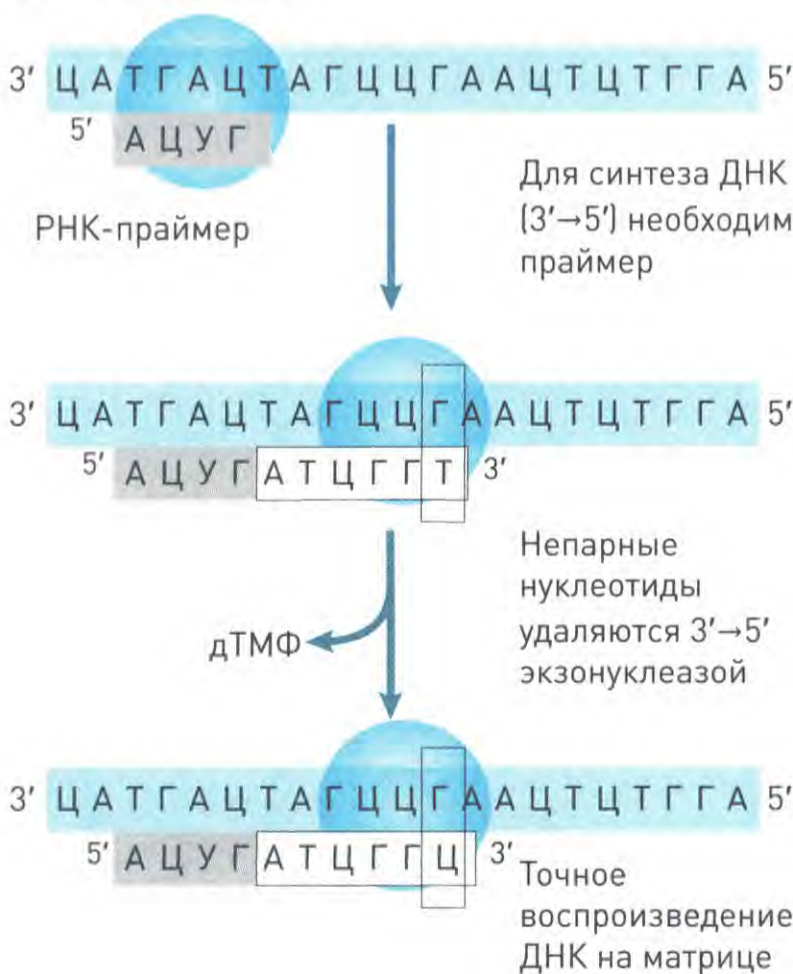 3′ Ц А Т Г А Ц Т А Г Ц Ц Г А А Ц Т Ц Т Г Г А 5′
5′ А Ц У Г
РНК-праймер
Для синтеза ДНК
(3′→5′) необходим
праймер
3′ Ц А Т Г А Ц Т А Г Ц Ц Г А А Ц Т Ц Т Г Г А 5′
5′ А Ц У Г А Т Ц Г Г Т 3′
Непарные
нуклеотиды
удаляются 3′→5′
экзонуклеазой
дТМФ
3′ Ц А Т Г А Ц Т А Г Ц Ц Г А А Ц Т Ц Т Г Г А 5′
5′ А Ц У Г А Т Ц Г Г Ц 3′
Точное
воспроизведение
ДНК на матрице